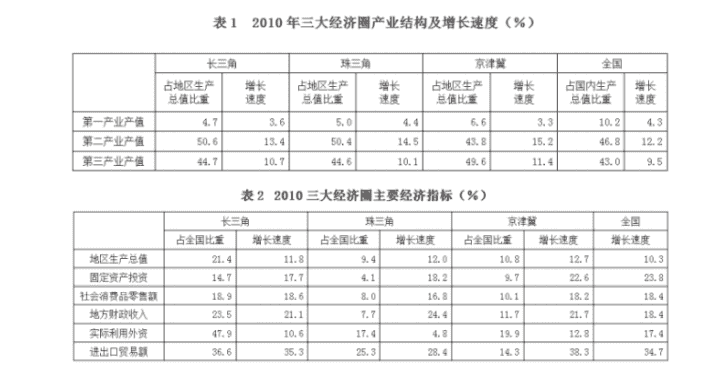 表 1 2010 年三大经济圈产业结构及增长速度（%）
长三角 珠三角 京津冀 全国
占地区生产总值比重 增长速度 占地区生产总值比重 增长速度 占地区生产总值比重 增长速度 占国内生产总值比重 增长速度
第一产业产值 4.7 3.6 5.0 4.4 6.6 3.3 10.2 4.3
第二产业产值 50.6 13.4 50.4 14.5 43.8 15.2 46.8 12.2
第三产业产值 44.7 10.7 44.6 10.1 49.6 11.4 43.0 9.5
表 2 2010 三大经济圈主要经济指标（%）
长三角 珠三角 京津冀 全国
占全国比重 增长速度 占全国比重 增长速度 占全国比重 增长速度 增长速度
地区生产总值 21.4 11.8 9.4 12.0 10.8 12.7 10.3
固定资产投资 14.7 17.7 4.1 18.2 9.7 22.6 23.8
社会消费品零售额 18.9 18.6 8.0 16.8 10.1 18.2 18.4
地方财政收入 23.5 21.1 7.7 24.4 11.7 21.7 18.4
实际利用外资 47.9 10.6 17.4 4.8 19.9 12.8 17.4
进出口贸易额 36.6 35.3 25.3 28.4 14.3 38.3 34.7